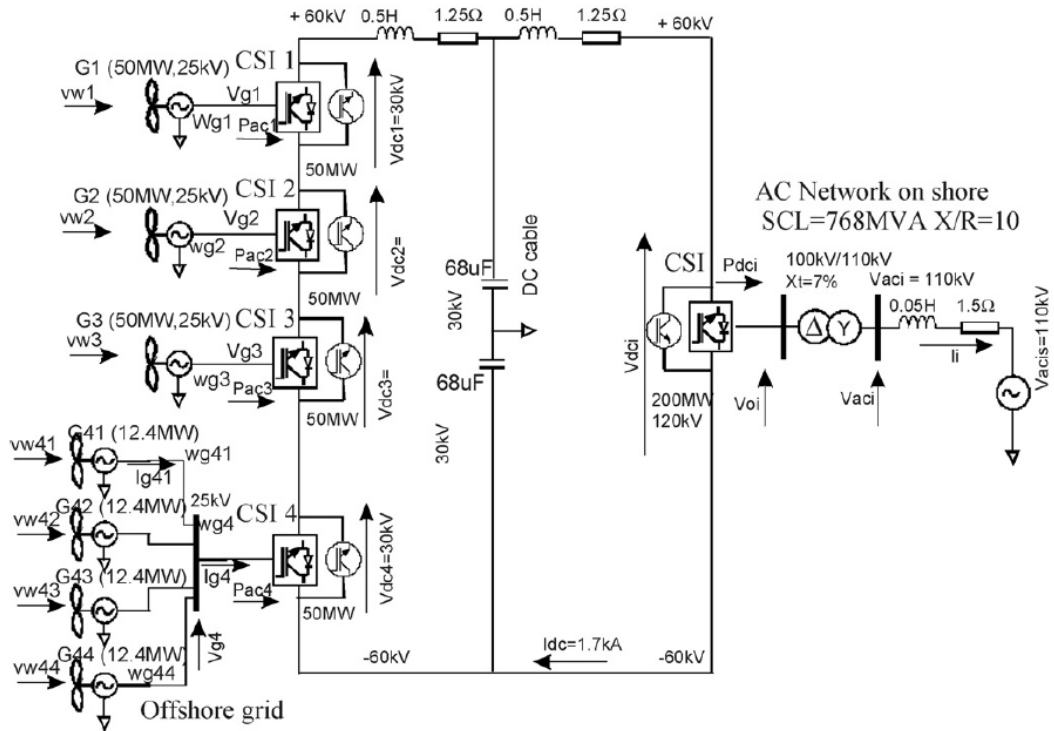 + 60kV
0.5H
1.25Ω
0.5H
1.25Ω
+ 60kV
G1 (50MW,25kV)
CSI 1
vw1
Vg1
Wg1
Pac1
Vdc1=30kV
50MW
G2 (50MW,25kV)
CSI 2
vw2
Vg2
wg2
Pac2
Vdc2=
50MW
G3 (50MW,25kV)
CSI 3
vw3
Vg3
wg3
Pac3
Vdc3=
50MW
68uF
30kV
DC cable
68uF
30kV
AC Network on shore
SCL=768MVA X/R=10
CSI
Pdci
100kV/110kV
Xt=7%
Vaci = 110kV
0.05H
1.5Ω
Vdci
Δ
Y
Ii
Vacis=110kV
200MW
120kV
Voi
Vaci
G41 (12.4MW)
vw41
wg41
Ig41
25kV
wg4
G42 (12.4MW)
vw42
CSI 4
Ig4
Pac4
Vdc4=30kV
50MW
G43 (12.4MW)
vw43
Vg4
G44 (12.4MW)
vw44
wg44
-60kV
Idc=1.7kA
-60kV
Offshore grid